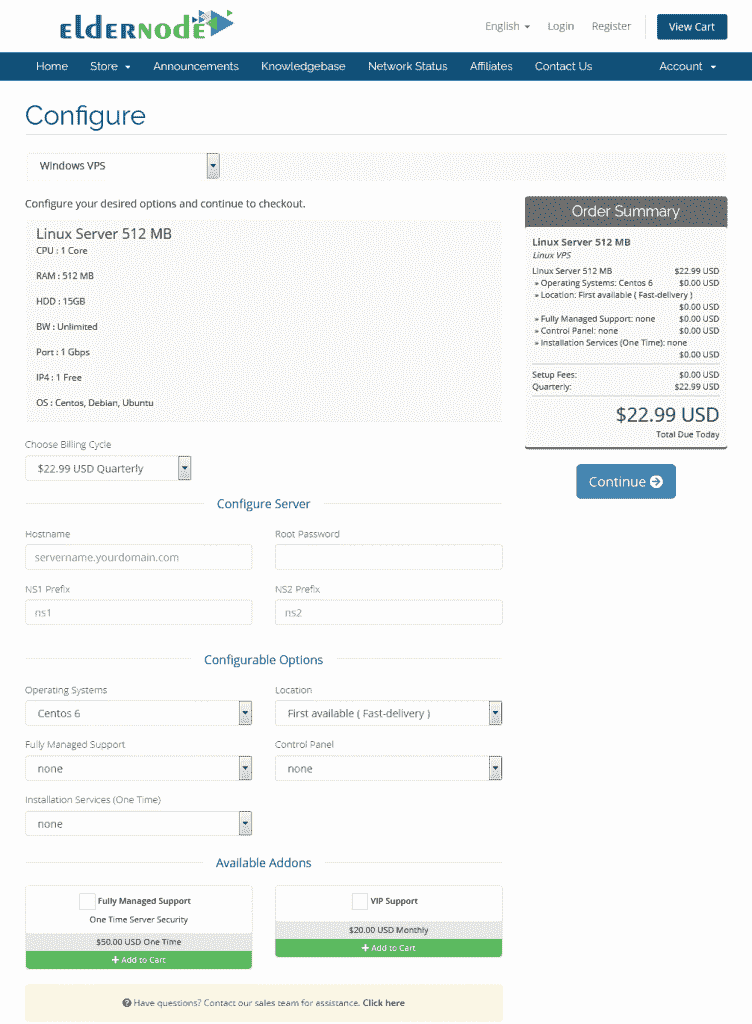 ELDERNODE
English
Login
Register
View Cart
Home
Store
Announcements
Knowledgebase
Network Status
Affiliates
Contact Us
Account
Configure
Windows VPS
Configure your desired options and continue to checkout.
Linux Server 512 MB
CPU : 1 Core
RAM : 512 MB
HDD : 15GB
BW : Unlimited
Port : 1 Gbps
IP4 : 1 Free
OS : Centos, Debian, Ubuntu
Choose Billing Cycle
$22.99 USD Quarterly
Order Summary
Linux Server 512 MB
Linux VPS
Linux Server 512 MB $22.99 USD
» Operating Systems: Centos 6 $0.00 USD
» Location: First available ( Fast-delivery )
$0.00 USD
» Fully Managed Support: none $0.00 USD
» Control Panel: none $0.00 USD
» Installation Services (One Time): none
$0.00 USD
Setup Fees: $0.00 USD
Quarterly: $22.99 USD
$22.99 USD
Total Due Today
Continue
Configure Server
Hostname
servername.yourdomain.com
Root Password
NS1 Prefix
ns1
NS2 Prefix
ns2
Configurable Options
Operating Systems
Centos 6
Location
First available ( Fast-delivery )
Fully Managed Support
none
Control Panel
none
Installation Services (One Time)
none
Available Addons
Fully Managed Support
One Time Server Security
$50.00 USD One Time
+ Add to Cart
VIP Support
$20.00 USD Monthly
+ Add to Cart
Have questions? Contact our sales team for assistance. Click here